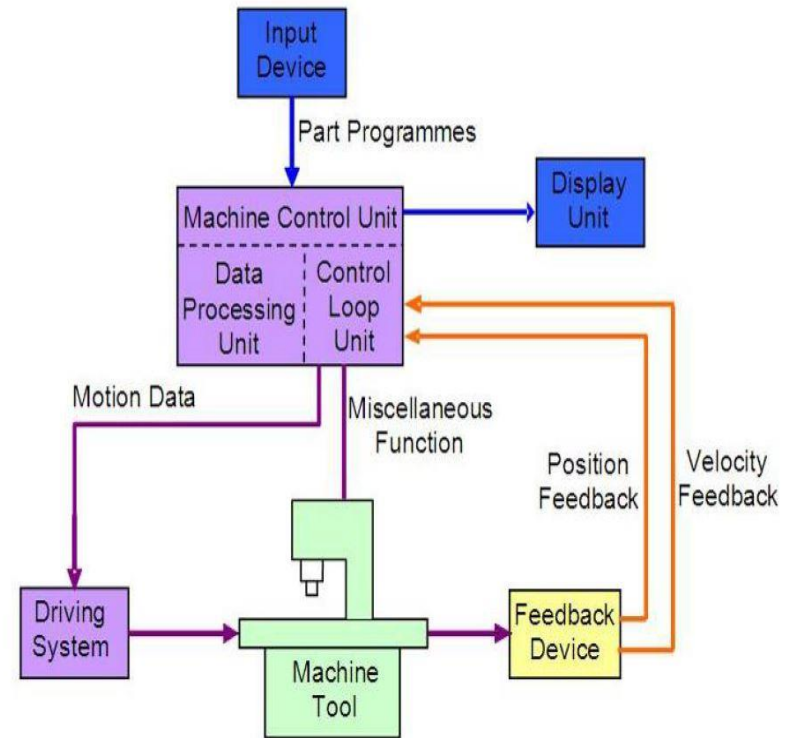 Input
Device
Part Programmes
Machine Control Unit
Display
Unit
Data
Processing
Unit
Control
Loop
Unit
Motion Data
Miscellaneous
Function
Position
Feedback
Velocity
Feedback
Driving
System
Machine
Tool
Feedback
Device